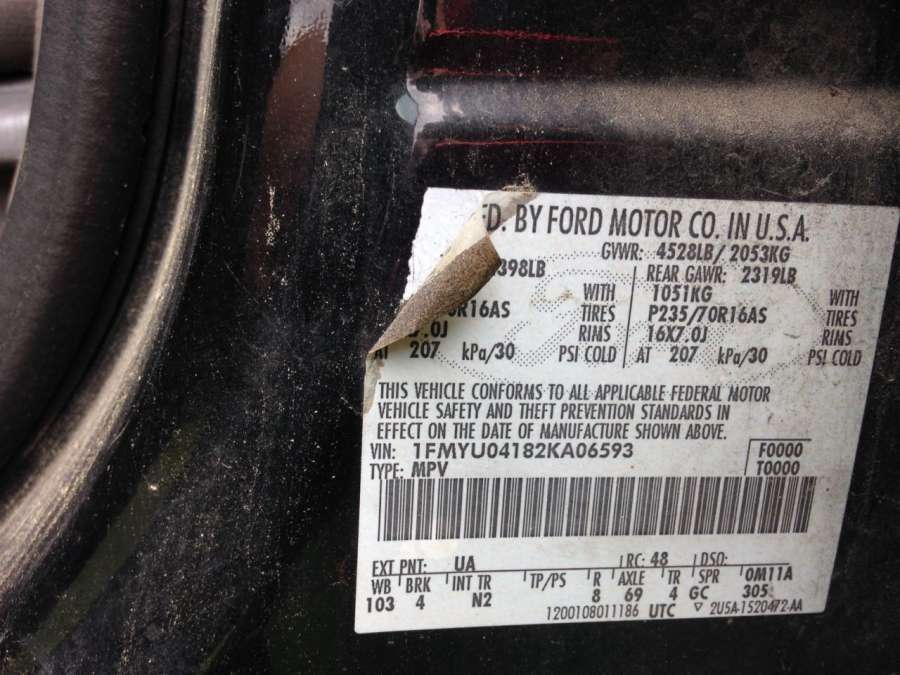 D. BY FORD MOTOR CO. IN U.S.A.
GVWR: 4528LB/ 2053KG
398LB
REAR GAWR: 2319LB
WITH 1051KG WITH
0R16AS TIRES P235/70R16AS TIRES
7.0J RIMS 16X7.0J RIMS
AT 207 kPa/30 PSI COLD AT 207 kPa/30 PSI COLD
THIS VEHICLE CONFORMS TO ALL APPLICABLE FEDERAL MOTOR
VEHICLE SAFETY AND THEFT PREVENTION STANDARDS IN
EFFECT ON THE DATE OF MANUFACTURE SHOWN ABOVE.
VIN: 1FMYU04182KA06593 F0000
TYPE: MPV T0000
EXT PNT: UA RC: 48 DSO:
WB BRK INT TR TP/PS R AXLE TR SPR 0M11A
103 4 N2 8 69 4 GC 305
1200108011186 UTC 2U5A-1520472-AA